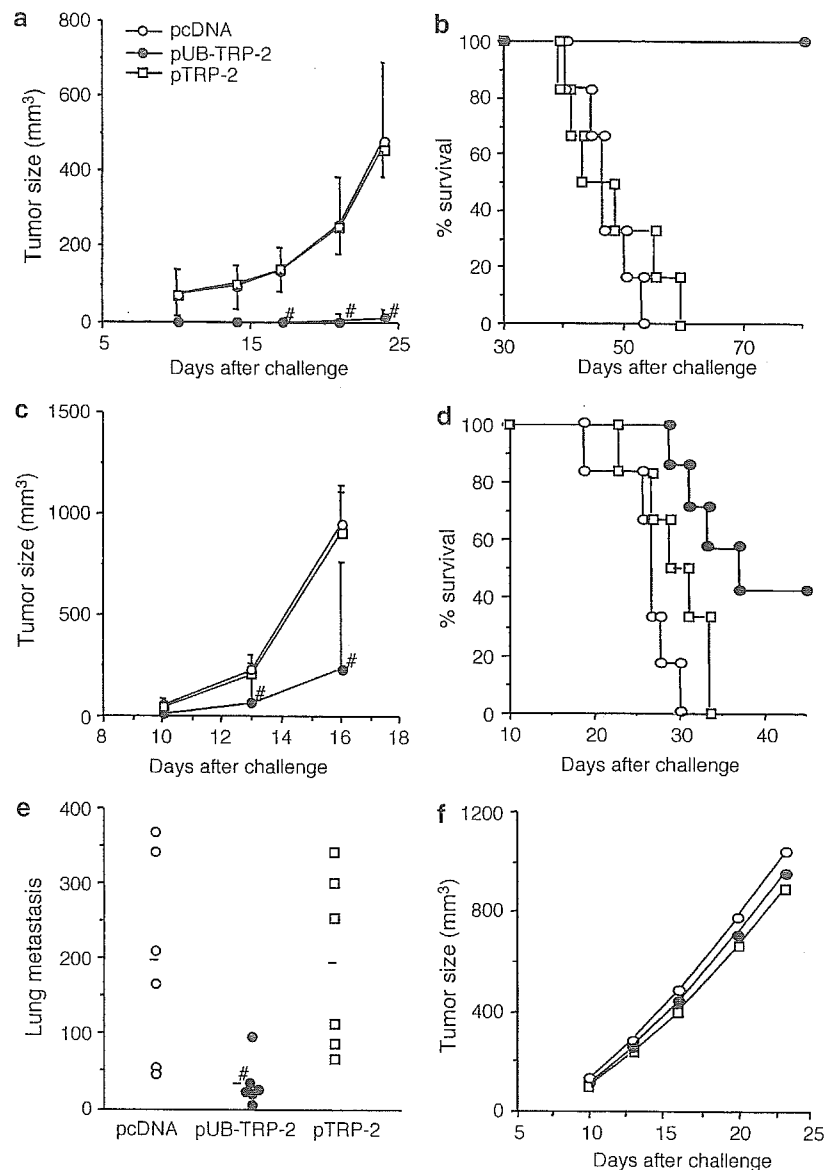 a
800
600
400
200
0
Tumor size (mm³)
pcDNA
pUB-TRP-2
pTRP-2
# # #
5 15 25
Days after challenge
b
100
80
60
40
20
0
% survival
30 50 70
Days after challenge
c
1500
1000
500
0
Tumor size (mm³)
# #
8 10 12 14 16 18
Days after challenge
d
100
80
60
40
20
0
% survival
10 20 30 40
Days after challenge
e
400
300
200
100
0
Lung metastasis
#
pcDNA pUB-TRP-2 pTRP-2
f
1200
800
400
0
Tumor size (mm³)
5 10 15 20 25
Days after challenge